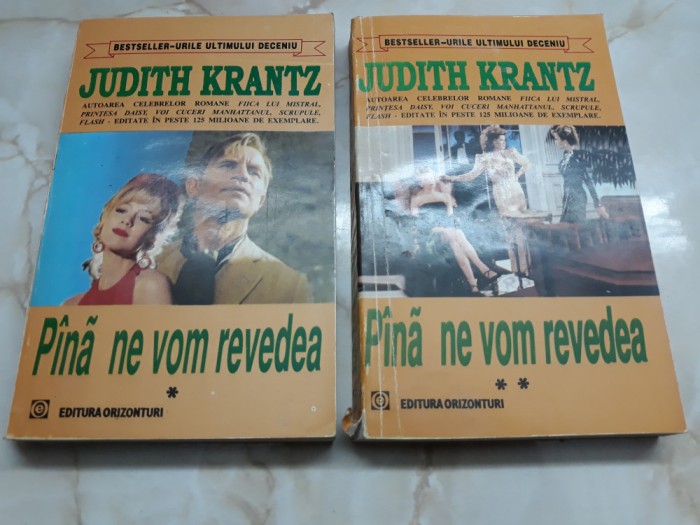 BESTSELLER-URILE ULTIMULUI DECENIU
JUDITH KRANTZ
AUTOAREA CELEBRELOR ROMANE FIICA LUI MISTRAL,
PRINȚESA DAISY, VOI CUCERI MANHATTANUL, SCRUPULE,
FLASH - EDITATE ÎN PESTE 125 MILIOANE DE EXEMPLARE.
Pînã ne vom revedea
*
e
EDITURA ORIZONTURI
BESTSELLER-URILE ULTIMULUI DECENIU
JUDITH KRANTZ
AUTOAREA CELEBRELOR ROMANE FIICA LUI MISTRAL,
PRINȚESA DAISY, VOI CUCERI MANHATTANUL, SCRUPULE,
FLASH - EDITATE ÎN PESTE 125 MILIOANE DE EXEMPLARE.
Pînã ne vom revedea
* *
e
EDITURA ORIZONTURI